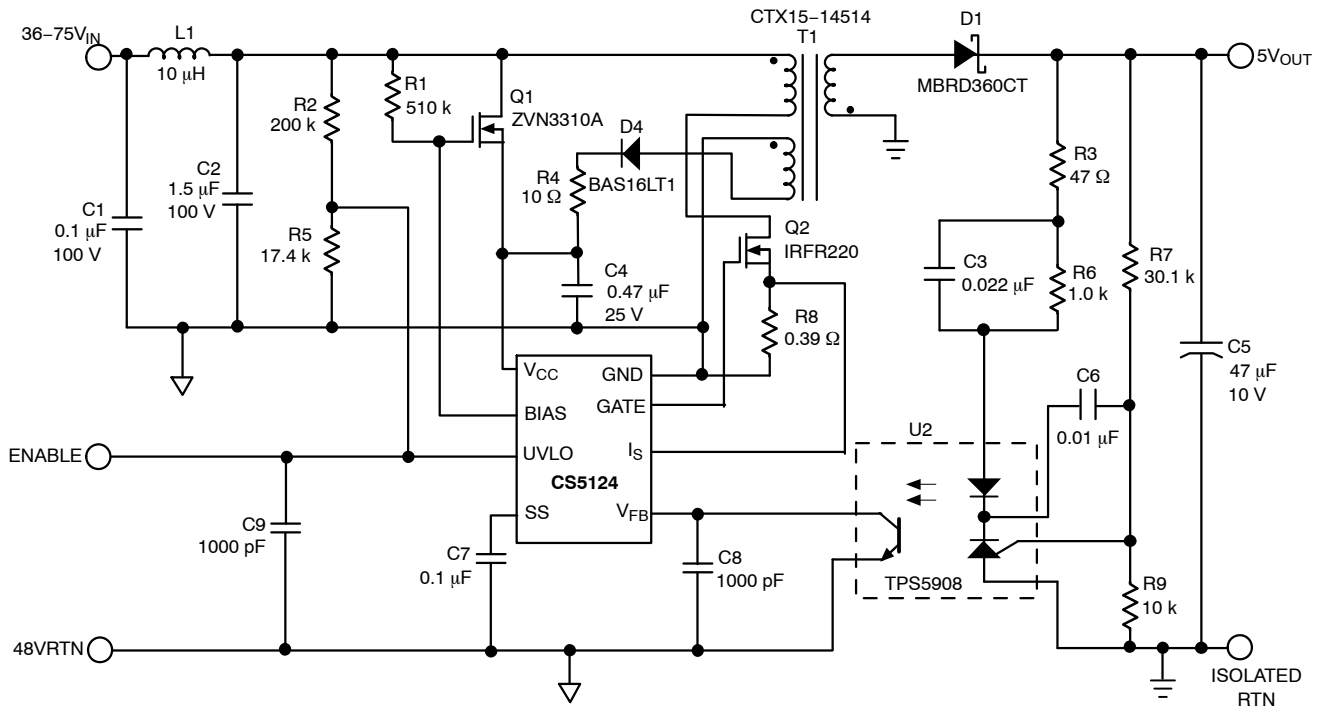 CTX15−14514
T1
36−75V_IN
L1
10 μH
D1
MBRD360CT
5V_OUT
R1
510 k
Q1
ZVN3310A
R2
200 k
D4
BAS16LT1
R4
10 Ω
R3
47 Ω
C2
1.5 μF
100 V
C1
0.1 μF
100 V
R5
17.4 k
Q2
IRFR220
C4
0.47 μF
25 V
C3
0.022 μF
R6
1.0 k
R7
30.1 k
R8
0.39 Ω
C5
47 μF
10 V
V_CC
GND
BIAS
GATE
UVLO
I_S
CS5124
SS
V_FB
C6
0.01 μF
U2
ENABLE
C9
1000 pF
C7
0.1 μF
C8
1000 pF
TPS5908
R9
10 k
48VRTN
ISOLATED
RTN